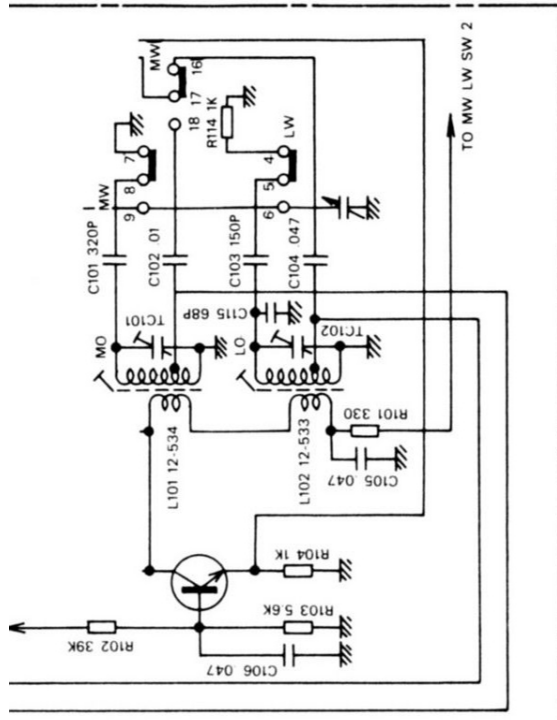 MW
16
17
18
R114 1K
LW
7
8
MW
9
4
5
6
TO MW LW SW 2
C101 320P
C102 .01
C103 150P
C104 .047
MO
TC101
C115 68P
LO
TC102
L101 12-534
L102 12-533
R101 330
C105 .047
R104 1K
R103 5.6K
R102 39K
C106 .047